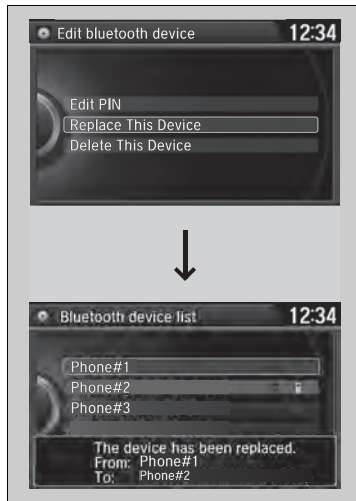 Edit bluetooth device 12:34
Edit PIN
Replace This Device
Delete This Device
Bluetooth device list 12:34
Phone#1
Phone#2
Phone#3
The device has been replaced.
From: Phone#1
To: Phone#2